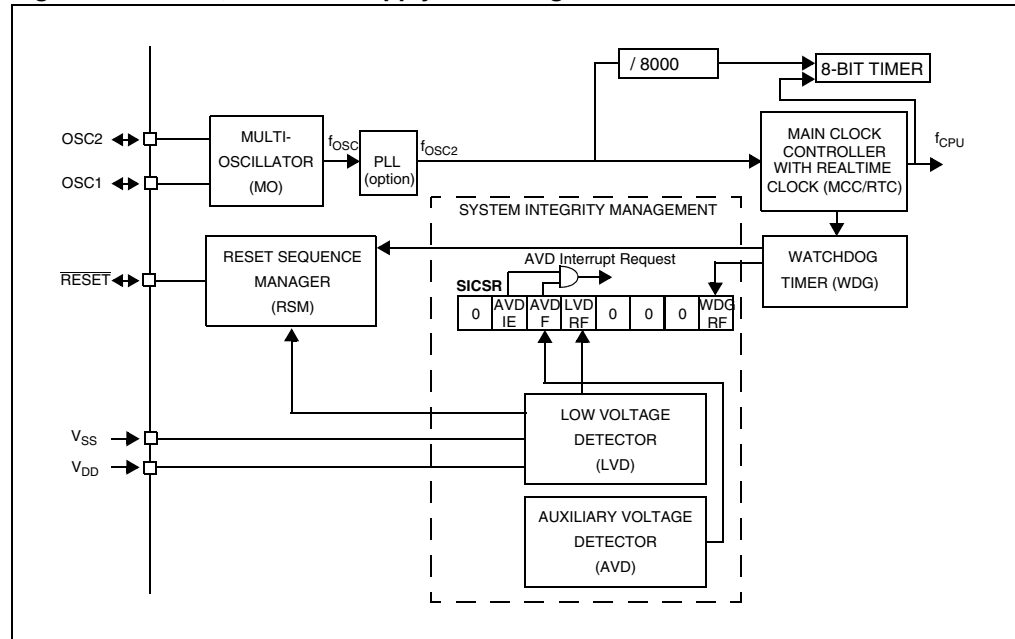 / 8000
8-BIT TIMER
OSC2
OSC1
MULTI-
OSCILLATOR
(MO)
fOSC
PLL
(option)
fOSC2
MAIN CLOCK
CONTROLLER
WITH REALTIME
CLOCK (MCC/RTC)
fCPU
SYSTEM INTEGRITY MANAGEMENT
RESET
RESET SEQUENCE
MANAGER
(RSM)
AVD Interrupt Request
WATCHDOG
TIMER (WDG)
SICSR
0 AVD IE AVD F LVD RF 0 0 0 WDG RF
LOW VOLTAGE
DETECTOR
(LVD)
VSS
VDD
AUXILIARY VOLTAGE
DETECTOR
(AVD)